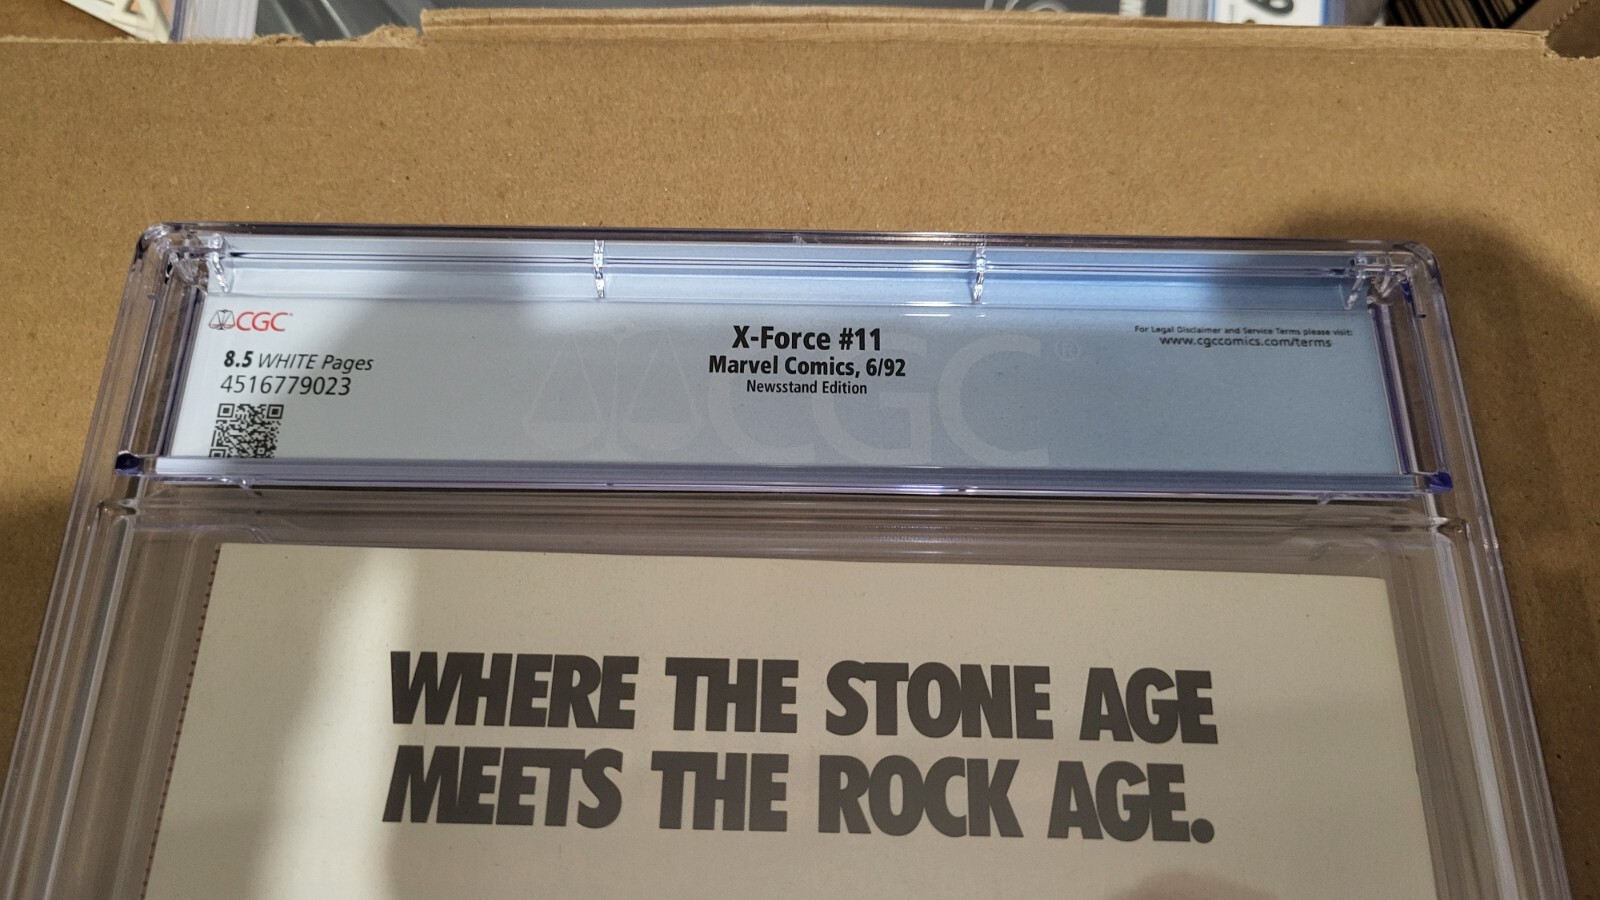 CGC
8.5 WHITE Pages
4516779023
X-Force #11
Marvel Comics, 6/92
Newsstand Edition
For Legal Disclaimer and Service Terms please visit:
www.cgccomics.com/terms
CGC®
WHERE THE STONE AGE
MEETS THE ROCK AGE.